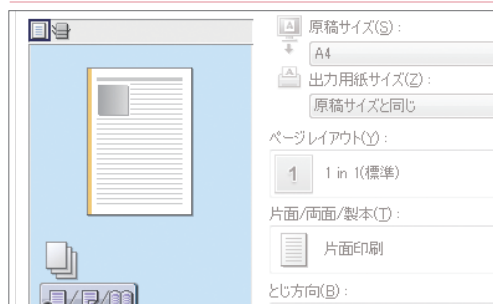 原稿サイズ(S) :
A4
出力用紙サイズ(Z) :
原稿サイズと同じ
ページレイアウト(Y) :
1
1 in 1(標準)
片面/両面/製本(T) :
片面印刷
とじ方向(B) :